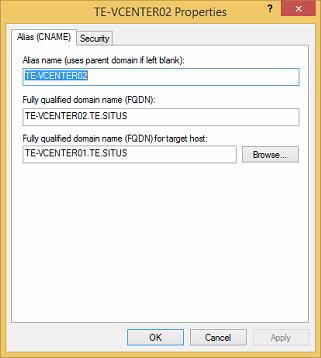 TE-VCENTER02 Properties
?
Alias (CNAME)
Security
Alias name (uses parent domain if left blank):
TE-VCENTER02
Fully qualified domain name (FQDN):
TE-VCENTER02.TE.SITUS
Fully qualified domain name (FQDN) for target host:
TE-VCENTER01.TE.SITUS
Browse...
OK
Cancel
Apply